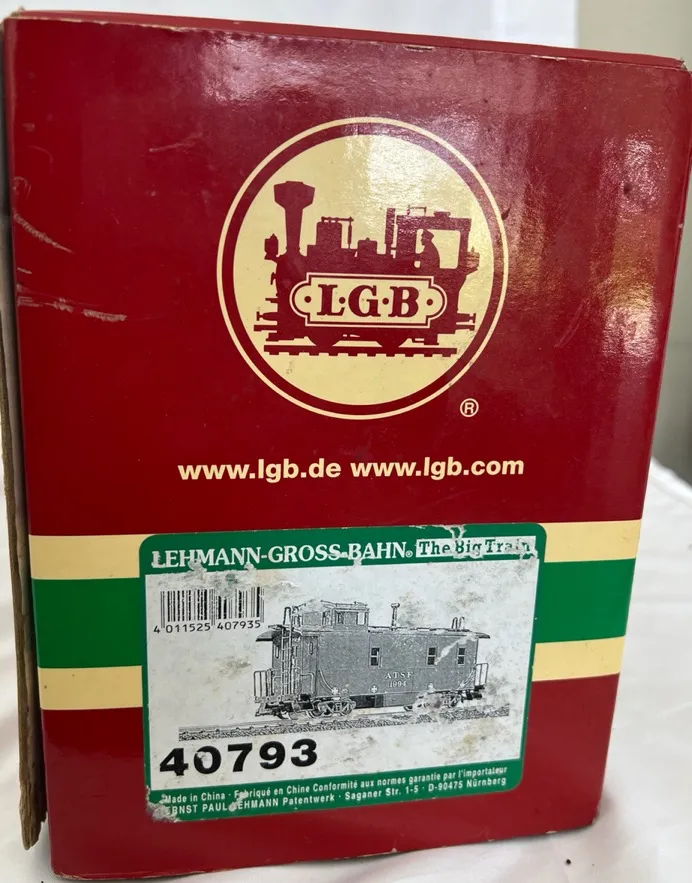 L·G·B
®
www.lgb.de www.lgb.com
LEHMANN-GROSS-BAHN® The Big Train
4 011525 407935
ATSF
40793
Made in China · Fabriqué en Chine Conformité aux normes garantie par l'importateur
ERNST PAUL LEHMANN Patentwerk · Saganer Str. 1-5 · D-90475 Nürnberg